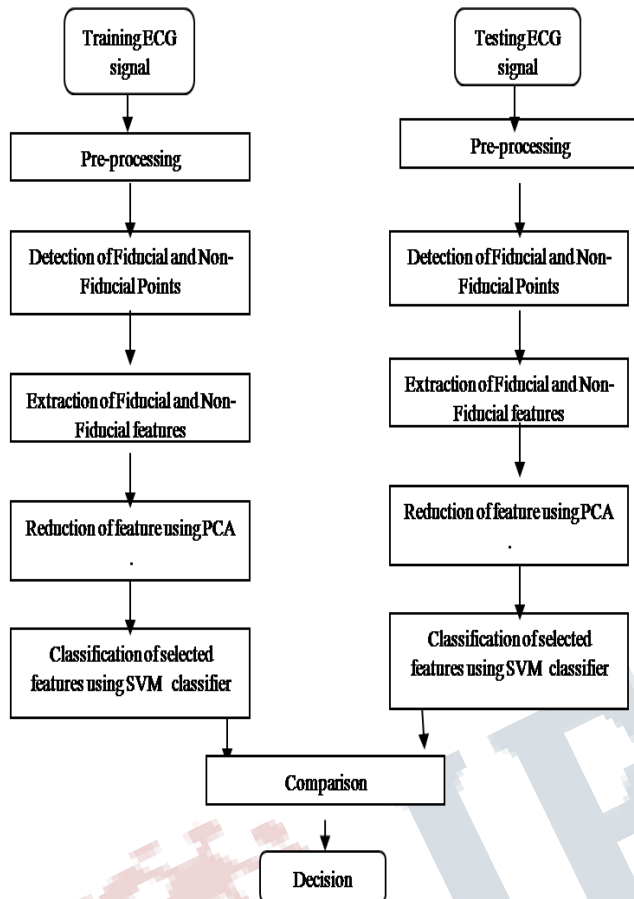 Training ECG
signal
Pre-processing
Detection of Fiducial and Non-
Fiducial Points
Extraction of Fiducial and Non-
Fiducial features
Reduction of feature using PCA
.
Classification of selected
features using SVM classifier
Testing ECG
signal
Pre-processing
Detection of Fiducial and Non-
Fiducial Points
Extraction of Fiducial and Non-
Fiducial features
Reduction of feature using PCA
.
Classification of selected
features using SVM classifier
Comparison
Decision